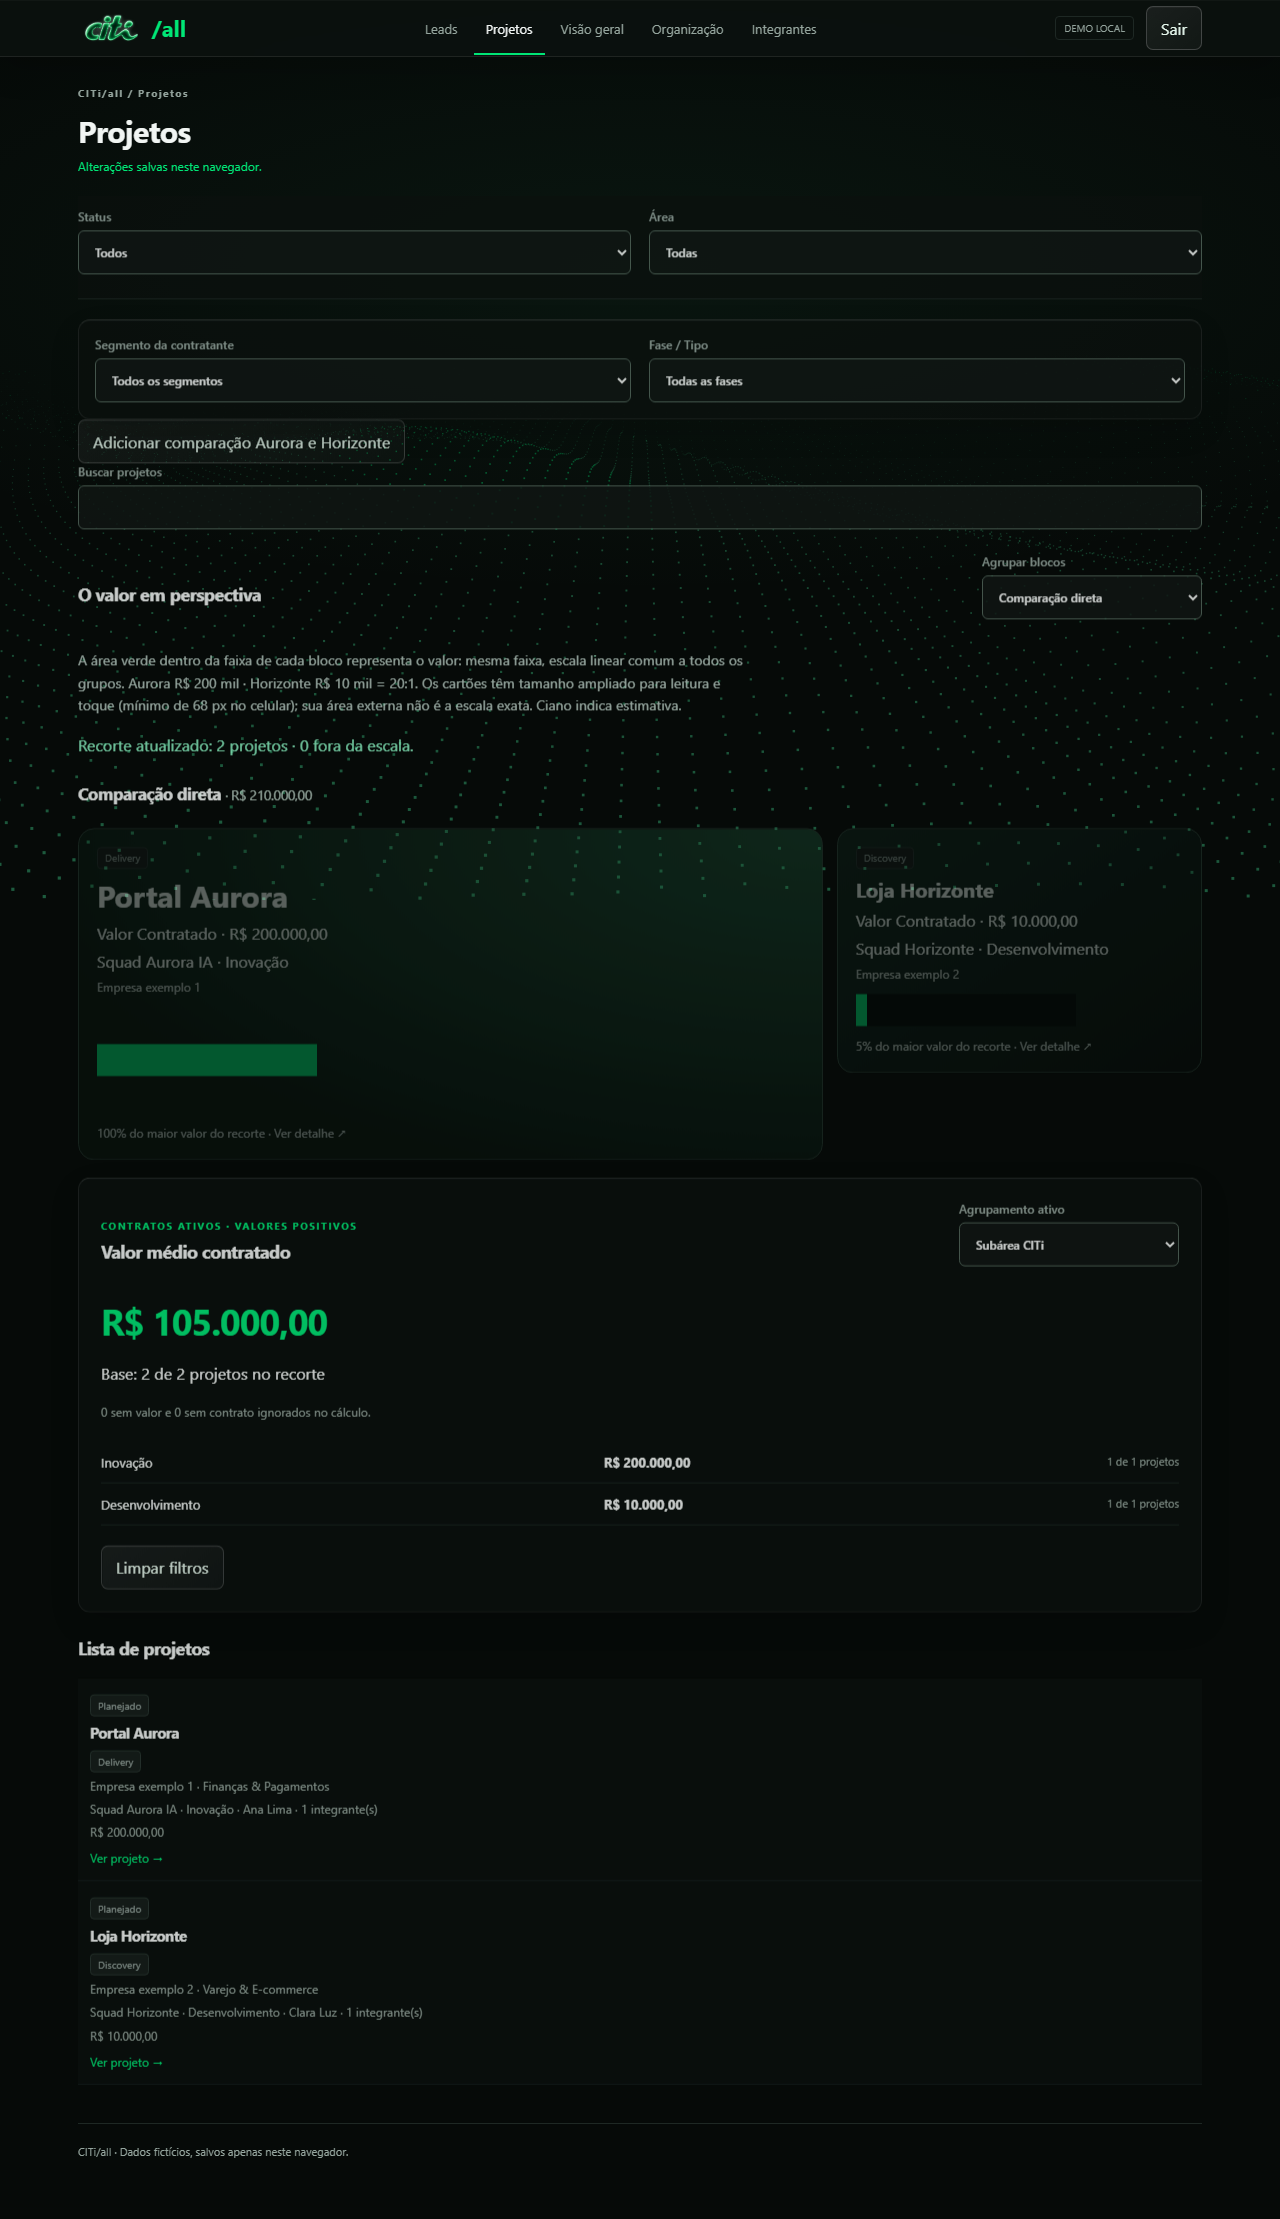 citi /all
Leads
Projetos
Visão geral
Organização
Integrantes
DEMO LOCAL
Sair
CITi/all / Projetos
Projetos
Alterações salvas neste navegador.
Status
Todos
Área
Todas
Segmento da contratante
Todos os segmentos
Fase / Tipo
Todas as fases
Adicionar comparação Aurora e Horizonte
Buscar projetos
O valor em perspectiva
Agrupar blocos
Comparação direta
A área verde dentro da faixa de cada bloco representa o valor: mesma faixa, escala linear comum a todos os
grupos. Aurora R$ 200 mil · Horizonte R$ 10 mil = 20:1. Os cartões têm tamanho ampliado para leitura e
toque (mínimo de 68 px no celular); sua área externa não é a escala exata. Ciano indica estimativa.
Recorte atualizado: 2 projetos · 0 fora da escala.
Comparação direta · R$ 210.000,00
Delivery
Portal Aurora
Valor Contratado · R$ 200.000,00
Squad Aurora IA · Inovação
Empresa exemplo 1
100% do maior valor do recorte · Ver detalhe ↗
Discovery
Loja Horizonte
Valor Contratado · R$ 10.000,00
Squad Horizonte · Desenvolvimento
Empresa exemplo 2
5% do maior valor do recorte · Ver detalhe ↗
CONTRATOS ATIVOS · VALORES POSITIVOS
Valor médio contratado
Agrupamento ativo
Subárea CITi
R$ 105.000,00
Base: 2 de 2 projetos no recorte
0 sem valor e 0 sem contrato ignorados no cálculo.
Inovação R$ 200.000,00 1 de 1 projetos
Desenvolvimento R$ 10.000,00 1 de 1 projetos
Limpar filtros
Lista de projetos
Planejado
Portal Aurora
Delivery
Empresa exemplo 1 · Finanças & Pagamentos
Squad Aurora IA · Inovação · Ana Lima · 1 integrante(s)
R$ 200.000,00
Ver projeto →
Planejado
Loja Horizonte
Discovery
Empresa exemplo 2 · Varejo & E-commerce
Squad Horizonte · Desenvolvimento · Clara Luz · 1 integrante(s)
R$ 10.000,00
Ver projeto →
CITi/all · Dados fictícios, salvos apenas neste navegador.